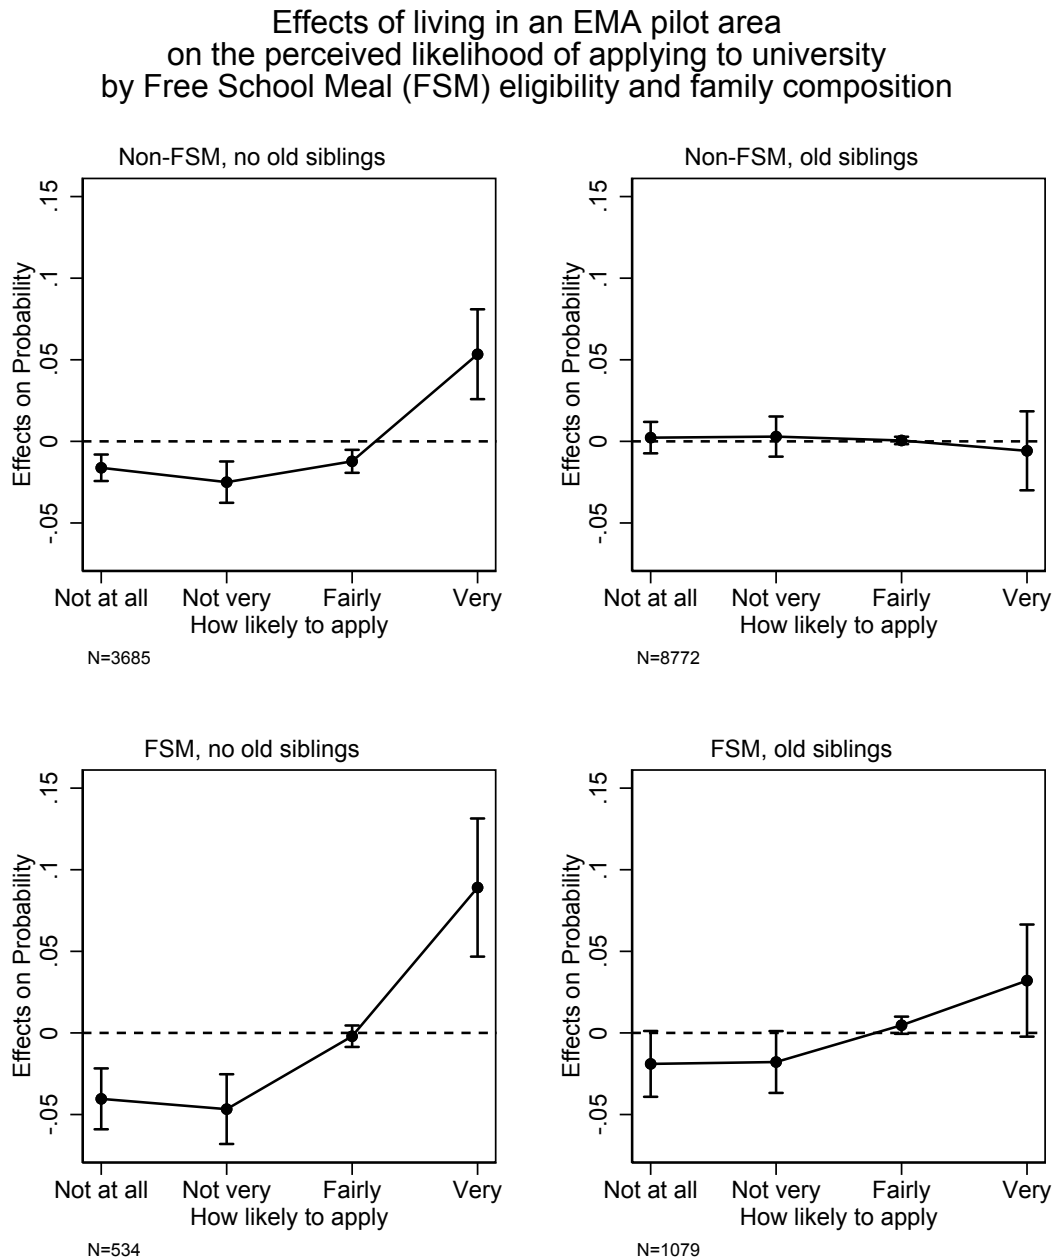 Effects of living in an EMA pilot area
on the perceived likelihood of applying to university
by Free School Meal (FSM) eligibility and family composition
Non-FSM, no old siblings
Effects on Probability
.15
.1
.05
0
-.05
Not at all Not very Fairly Very
How likely to apply
N=3685
Non-FSM, old siblings
Effects on Probability
.15
.1
.05
0
-.05
Not at all Not very Fairly Very
How likely to apply
N=8772
FSM, no old siblings
Effects on Probability
.15
.1
.05
0
-.05
Not at all Not very Fairly Very
How likely to apply
N=534
FSM, old siblings
Effects on Probability
.15
.1
.05
0
-.05
Not at all Not very Fairly Very
How likely to apply
N=1079